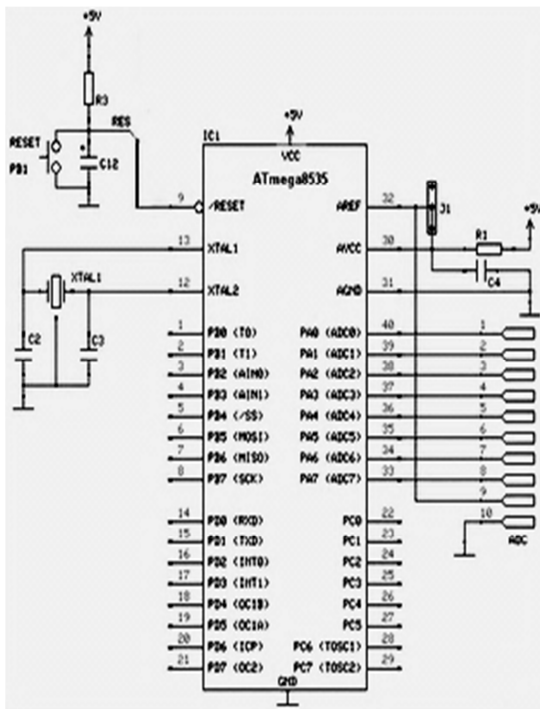 +5V
R3
RES
RESET
PB1
C12
IC1
+5V
VCC
ATmega8535
9 /RESET
13 XTAL1
12 XTAL2
XTAL1
C2
C3
AREF 32
J1
+5V
R1
AVCC 30
C4
AGND 31
1 PB0 (T0)
2 PB1 (T1)
3 PB2 (AIN0)
4 PB3 (AIN1)
5 PB4 (/SS)
6 PB5 (MOSI)
7 PB6 (MISO)
8 PB7 (SCK)
PA0 (ADC0) 40 1
PA1 (ADC1) 39 2
PA2 (ADC2) 38 3
PA3 (ADC3) 37 4
PA4 (ADC4) 36 5
PA5 (ADC5) 35 6
PA6 (ADC6) 34 7
PA7 (ADC7) 33 8
9
10
ADC
14 PD0 (RXD)
15 PD1 (TXD)
16 PD2 (INT0)
17 PD3 (INT1)
18 PD4 (OC1B)
19 PD5 (OC1A)
20 PD6 (ICP)
21 PD7 (OC2)
PC0 22
PC1 23
PC2 24
PC3 25
PC4 26
PC5 27
PC6 (TOSC1) 28
PC7 (TOSC2) 29
GND